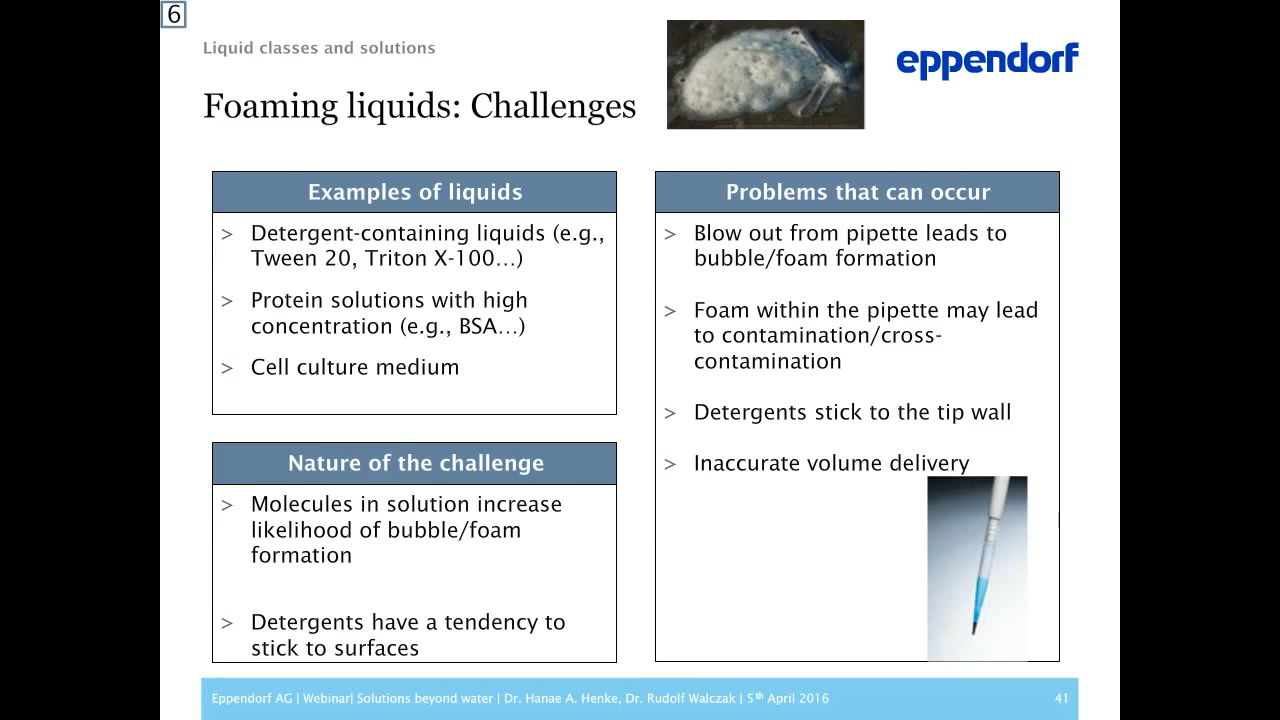 6
Liquid classes and solutions
eppendorf
Foaming liquids: Challenges
Examples of liquids
> Detergent-containing liquids (e.g.,
Tween 20, Triton X-100…)
> Protein solutions with high
concentration (e.g., BSA…)
> Cell culture medium
Nature of the challenge
> Molecules in solution increase
likelihood of bubble/foam
formation
> Detergents have a tendency to
stick to surfaces
Problems that can occur
> Blow out from pipette leads to
bubble/foam formation
> Foam within the pipette may lead
to contamination/cross-
contamination
> Detergents stick to the tip wall
> Inaccurate volume delivery
Eppendorf AG | Webinar| Solutions beyond water | Dr. Hanae A. Henke, Dr. Rudolf Walczak | 5th April 2016
41